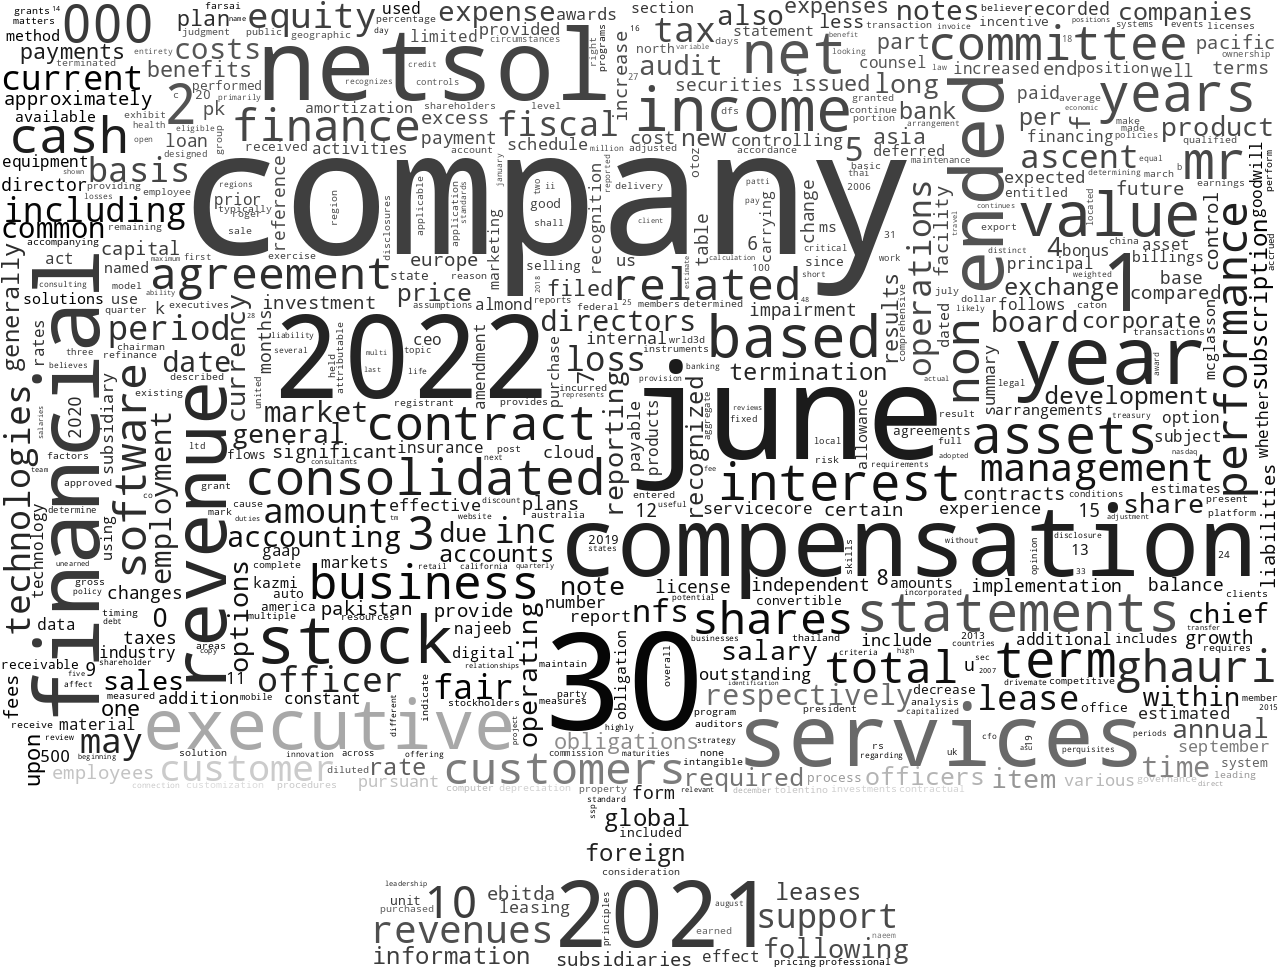 grants 14
farsai
name
used
section
believe recorded
companies
matters
000
plan
equity
expense
awards
percentage
expenses
tax
also
less
transaction
invoice
incentive
positions
systems
events
licenses
method
judgment
public
geographic
day
limited
provided
circumstances
right
programs
16
statement
benefit
committee
18
ownership
payments
costs
netsol
north
variable
days
net
looking
part
pacific
entirety
terminated
benefits
recognizes
credit
controls
increase
27
audit
counsel
law
increased
end
position
well
terms
current
performed
securities
issued
long
approximately
c
20
primarily
amortization
shareholders
level
income
dfs
granted
portion
bank
paid
average
economic
years
available
2
pk
finance
excess
fiscal
continue
arrangement
per
f
make
made
policies
product
exhibit
health
eligible
group
received
activities
payment
account
schedule
million
adjusted
cost
new
controlling
asia
deferred
maintenance
ended
financing
qualified
cash
open
designed
loan
company
january
reported
otoz
accordance
5
basic
ascent
equal
mr
goodwill
perform
equipment
shown
basis
reference
regions
prior
typically
roger
sale
region
applicable
application
standards
two
ii
good
shall
recognition
delivery
client
patti
pay
thai
2006
expected
entitled
determining
march
b
earnings
director
losses
providing
employee
including
remaining
common
disclosures
marketing
us
table
carrying
6
change
ms
31
operations
facility
travel
continues
export
value
located
future
accompanying
capital
maximum
first
exercise
europe
reason
2018
selling
estimate
calculation
100
critical
since
short
work
distinct
4
china
bonus
asset
billings
control
accrued
act
named
agreement
state
filed
related
principal
weighted
base
compared
generally
consulting
solutions
model
ability
use
executives
investment
price
assumptions
almond
reports
federal
25
members
determined
48
impairment
results
comprehensive
july
dated
dollar
likely
exchange
1
follows
caton
rates
quarter
k
28
months
liability
2022
directors
based
board
corporate
transactions
financial
period
chairman
refinance
currency
several
held
attributable
multi
last
topic
ceo
life
amendment
internal
wrld3d
instruments
banking
non
year
performance
mcglasson
three
believes
date
described
united
registrant
provides
purchase
loss
7
incurred
represents
provision
termination
actual
summary
legal
award
subscription
whether
technologies
salaries
2020
subsidiary
existing
software
revenue
market
contract
reporting
payable
products
recognized
aggregate
june
reviews
fixed
local
risk
allowance
agreements
result
full
adopted
arrangements
development
treasury
option
subject
nasdaq
factors
team
approved
ltd
general
flows
significant
consultants
insurance
post
next
cloud
fee
requirements
assets
determine
co
employment
grant
consolidated
interest
management
technology
using
mark
cause
duties
amount
effective
tm
website
discount
plans
australia
entered
12
useful
servicecore
certain
experience
contracts
conditions
15
estimates
share
present
platform
liabilities
unearned
accounting
3
due
inc
2019
states
compensation
skills
without
opinion
disclosure
13
33
adjustment
24
gross
policy
changes
gaap
complete
markets
retail
california
quarterly
accounts
kazmi
auto
business
note
license
potential
independent
8
amounts
incorporated
implementation
balance
clients
timing
debt
data
0
america
multiple
pakistan
resources
provide
number
report
nfs
convertible
shares
statements
2013
chief
transfer
taxes
areas
copy
options
stock
najeeb
digital
relationships
operating
30
obligation
overall
businesses
thailand
criteria
high
include
countries
additional
includes
growth
requires
industry
receivable
shareholder
9
five
affect
sales
11
officer
fair
maintain
identification
salary
outstanding
total
u
sec
2007
term
drivemate
competitive
ghauri
fees
measured
one
addition
mobile
constant
indicate
stockholders
party
measures
respectively
decrease
analysis
capitalized
lease
office
within
member
2015
receive
material
review
may
executive
different
project
highly
program
auditors
president
services
cfo
asu
19
estimated
periods
annual
upon
500
beginning
solution
innovation
across
offering
obligations
commission
maturities
strategy
none
intangible
rs
regarding
uk
perquisites
september
employees
customer
diluted
rate
customers
required
process
officers
item
various
time
system
leading
connection
customization
procedures
pursuant
computer
depreciation
property
relevant
december
tolentino
investments
contractual
governance
direct
form
standard
ssp
global
included
foreign
consideration
leadership
unit
purchased
10
ebitda
leasing
principles
2021
august
earned
leases
support
revenues
naeem
information
subsidiaries
effect
following
pricing
professional